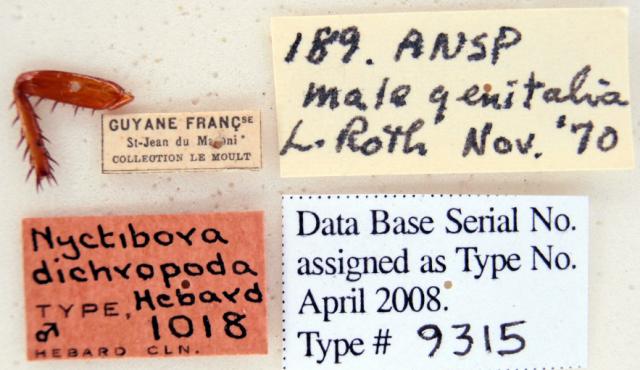 189. ANSP
male genitalia
L. Roth Nov. '70
GUYANE FRANÇSE
St-Jean du Maroni
COLLECTION LE MOULT
Nyctibora
dichropoda
TYPE, Hebard
♂ 1018
HEBARD CLN.
Data Base Serial No.
assigned as Type No.
April 2008.
Type # 9315